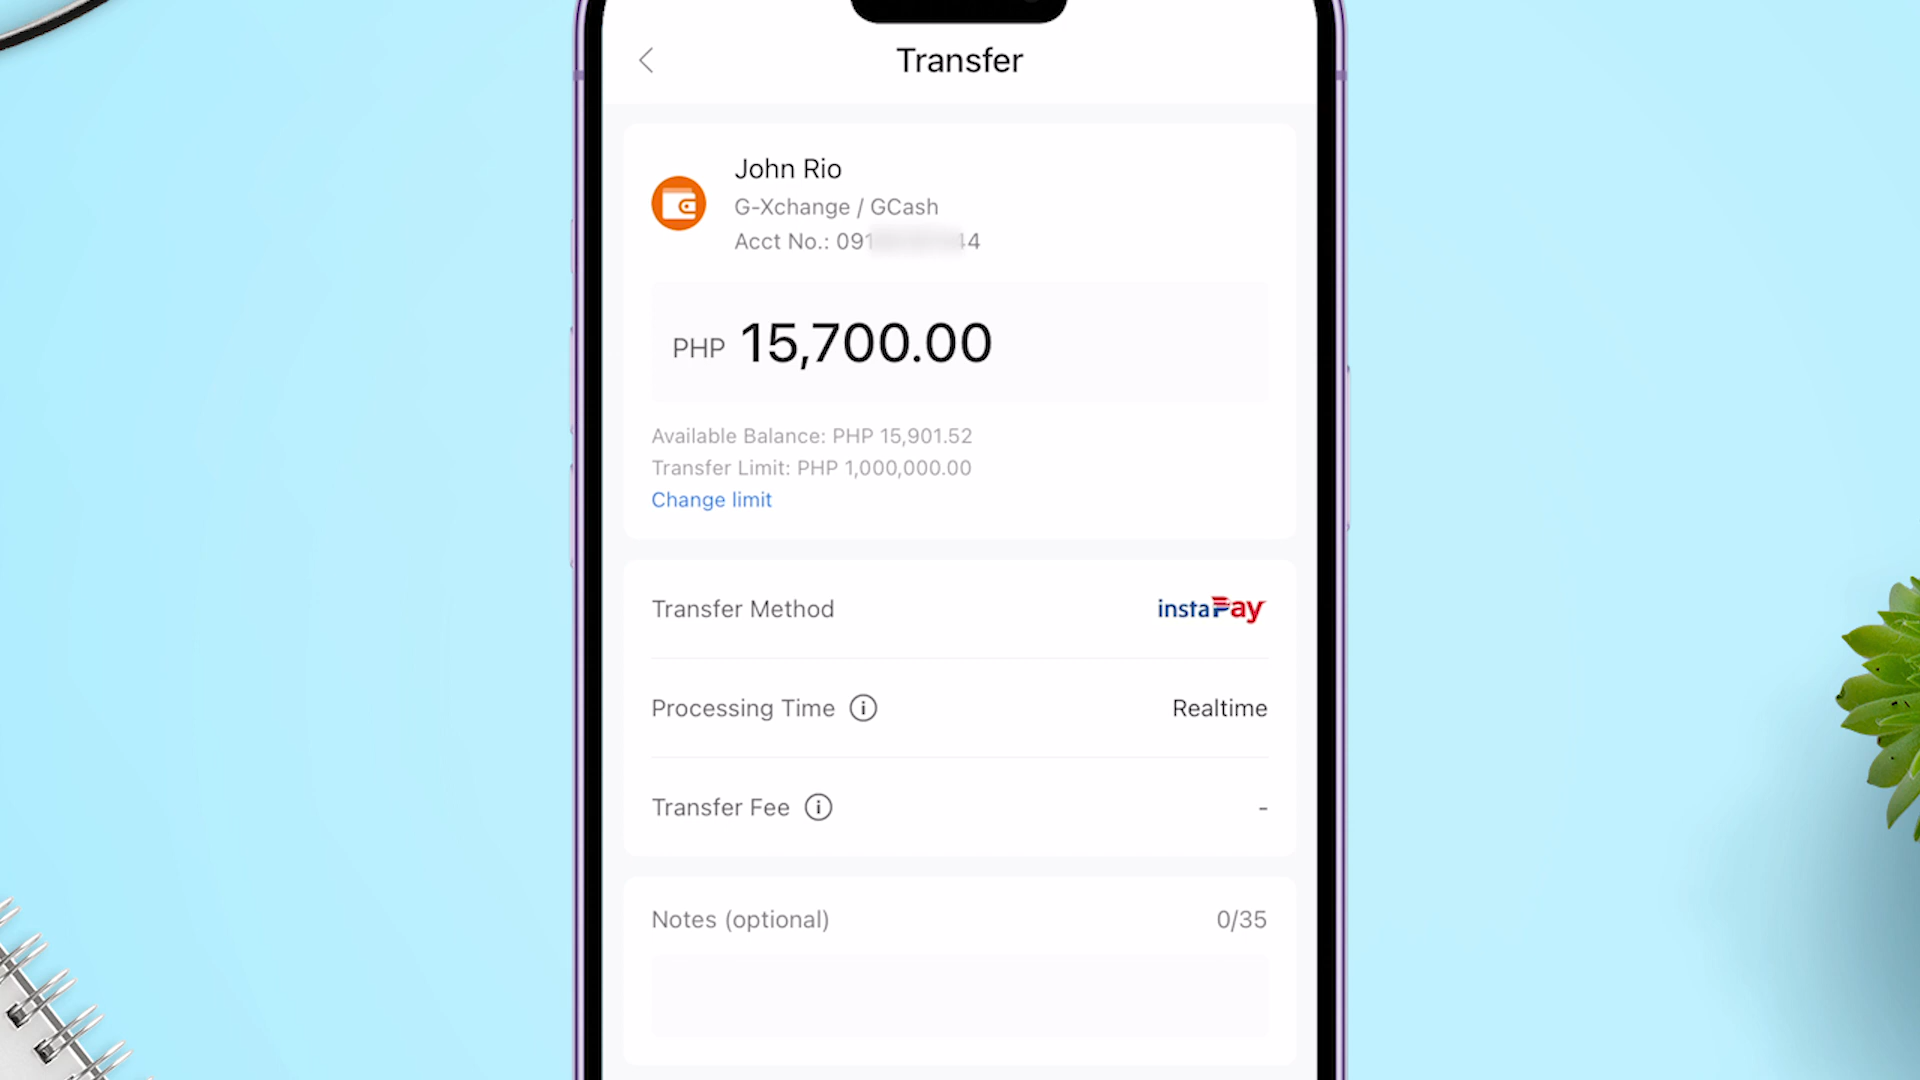 Transfer
John Rio
G-Xchange / GCash
Acct No.: 091 44
PHP 15,700.00
Available Balance: PHP 15,901.52
Transfer Limit: PHP 1,000,000.00
Change limit
Transfer Method instaPay
Processing Time Realtime
Transfer Fee -
Notes (optional) 0/35